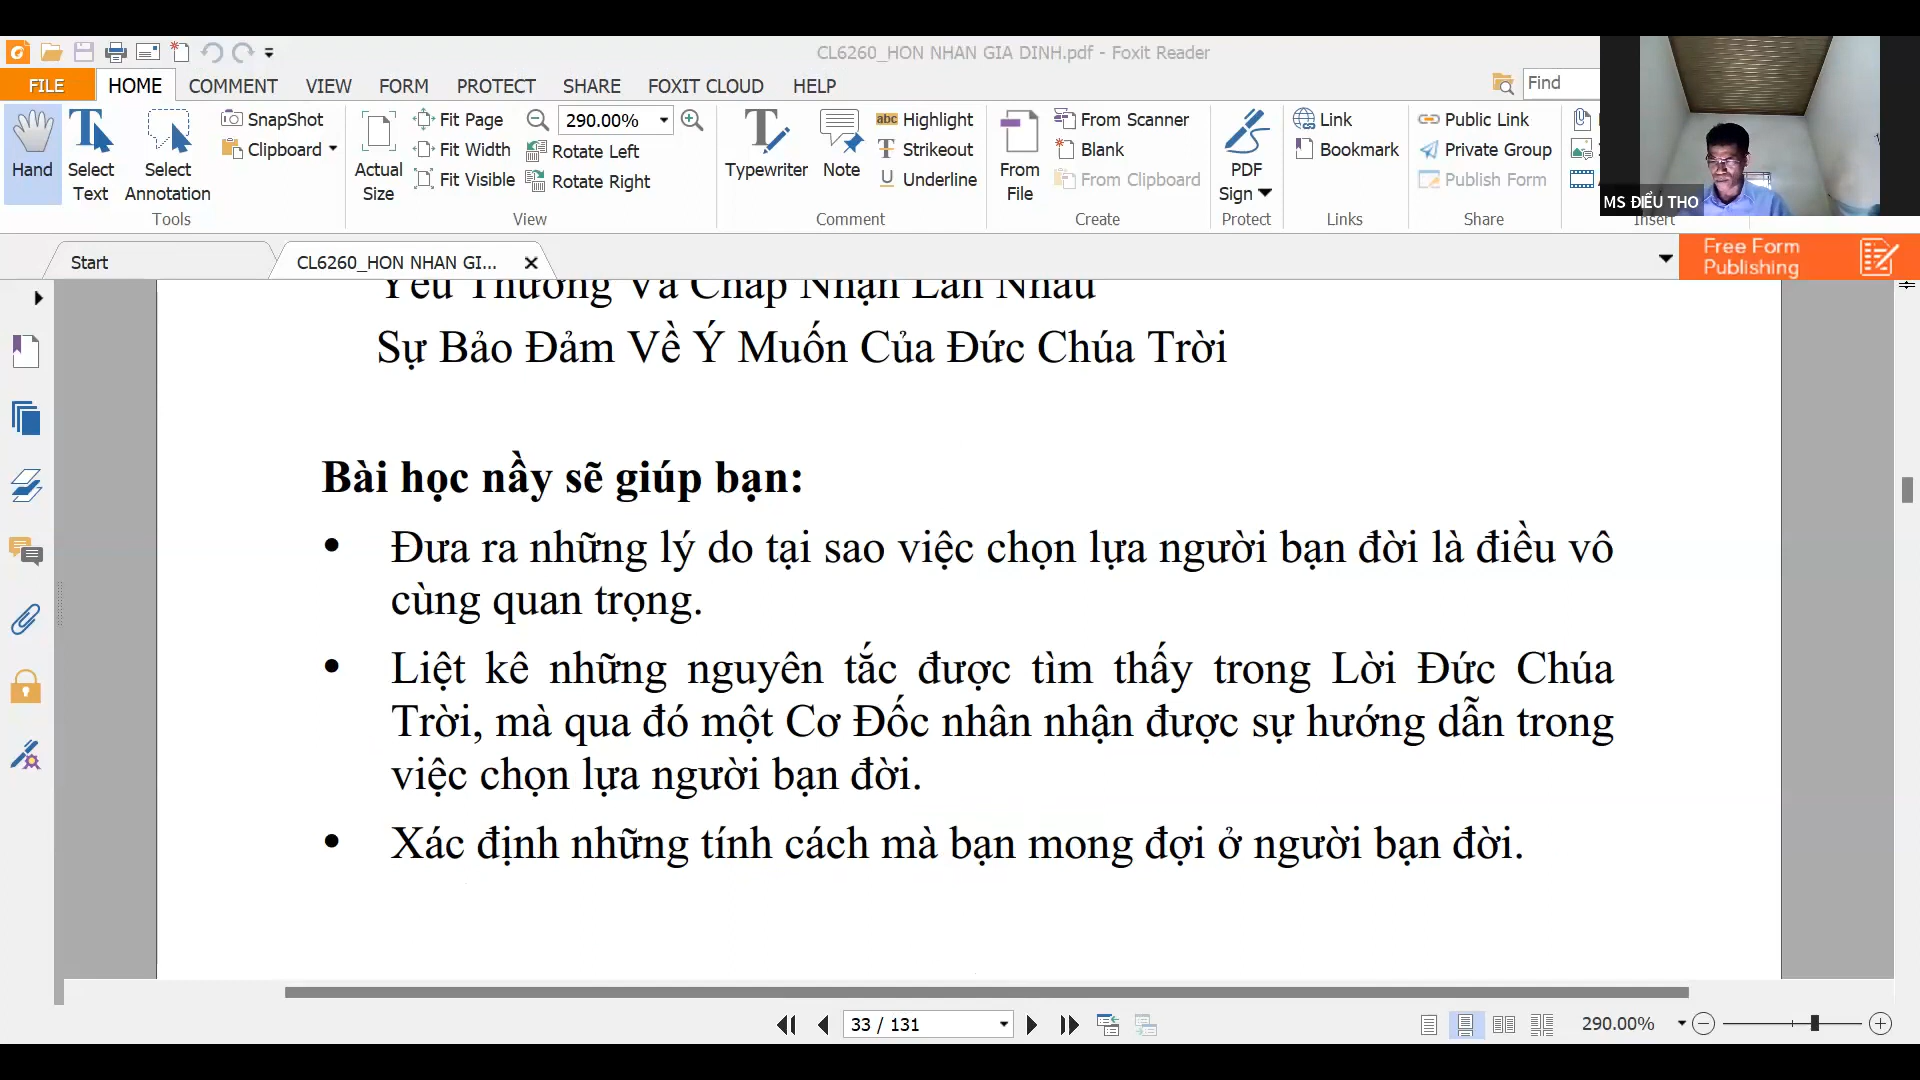 CL6260_HON NHAN GIA DINH.pdf - Foxit Reader
FILE HOME COMMENT VIEW FORM PROTECT SHARE FOXIT CLOUD HELP
Find
Hand
Select Text
Select Annotation
SnapShot
Clipboard
Tools
Actual Size
Fit Page
Fit Width
Fit Visible
290.00%
Rotate Left
Rotate Right
View
Typewriter
Note
Highlight
Strikeout
Underline
Comment
From File
From Scanner
Blank
From Clipboard
Create
PDF Sign
Protect
Link
Bookmark
Links
Public Link
Private Group
Publish Form
Share
Insert
MS ĐIỂU THO
Start
CL6260_HON NHAN GI...
Free Form
Publishing
Yêu Thương Và Chấp Nhận Lẫn Nhau
Sự Bảo Đảm Về Ý Muốn Của Đức Chúa Trời
Bài học nầy sẽ giúp bạn:
• Đưa ra những lý do tại sao việc chọn lựa người bạn đời là điều vô
cùng quan trọng.
• Liệt kê những nguyên tắc được tìm thấy trong Lời Đức Chúa
Trời, mà qua đó một Cơ Đốc nhân nhận được sự hướng dẫn trong
việc chọn lựa người bạn đời.
• Xác định những tính cách mà bạn mong đợi ở người bạn đời.
33 / 131
290.00%